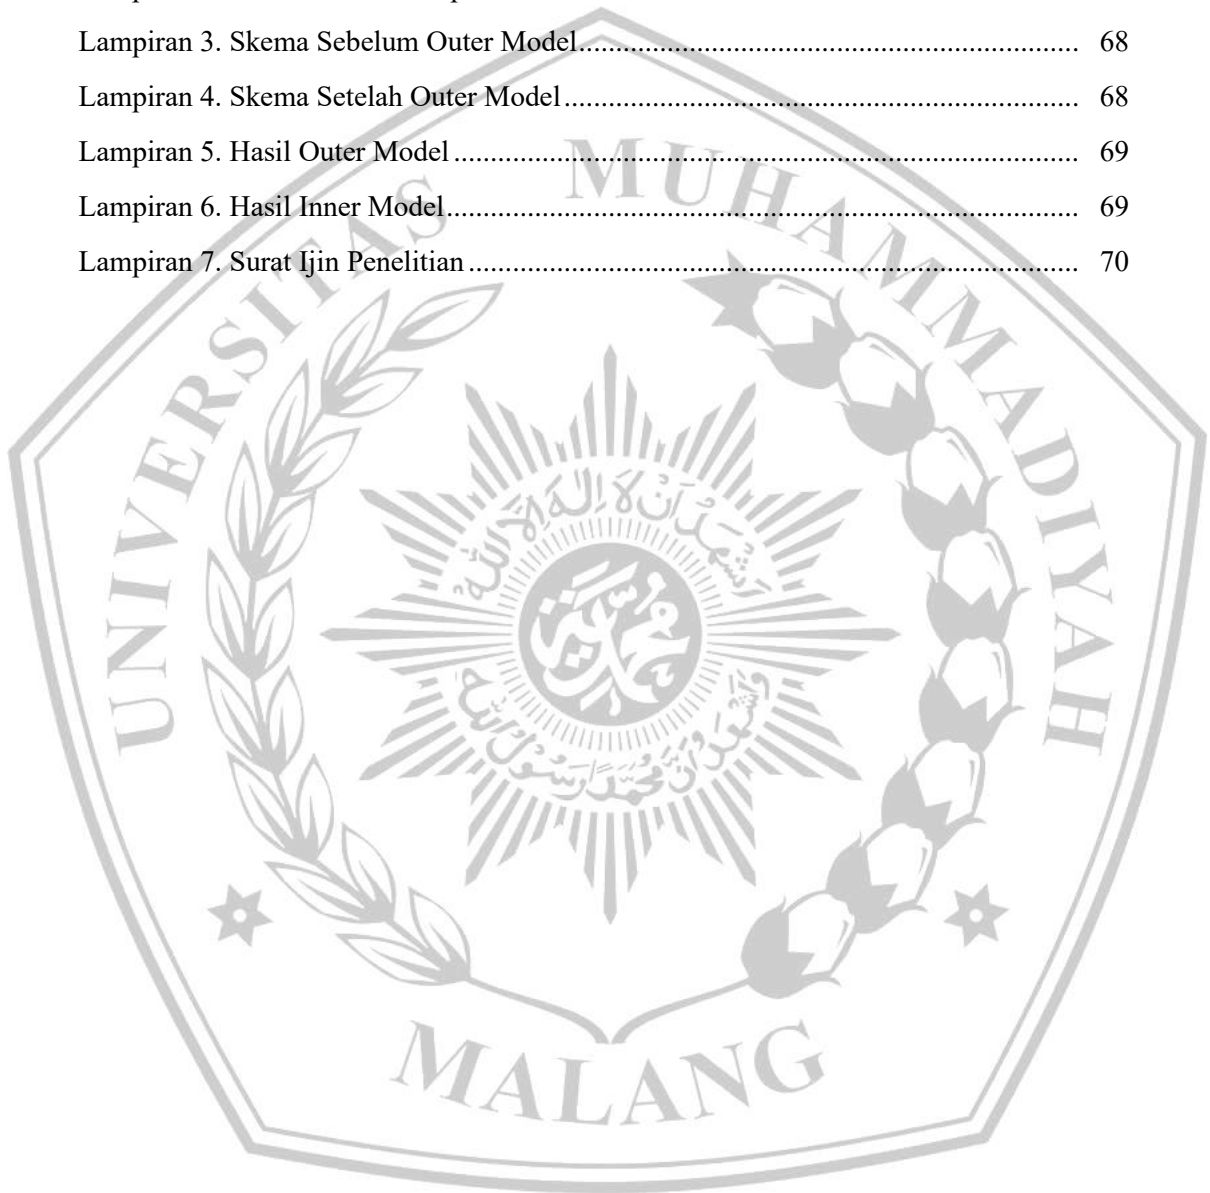 Lampiran 3. Skema Sebelum Outer Model.................................................................... 68
Lampiran 4. Skema Setelah Outer Model...................................................................... 68
Lampiran 5. Hasil Outer Model..................................................................................... 69
Lampiran 6. Hasil Inner Model...................................................................................... 69
Lampiran 7. Surat Ijin Penelitian................................................................................... 70
UNIVERSITAS MUHAMMADIYAH
MALANG